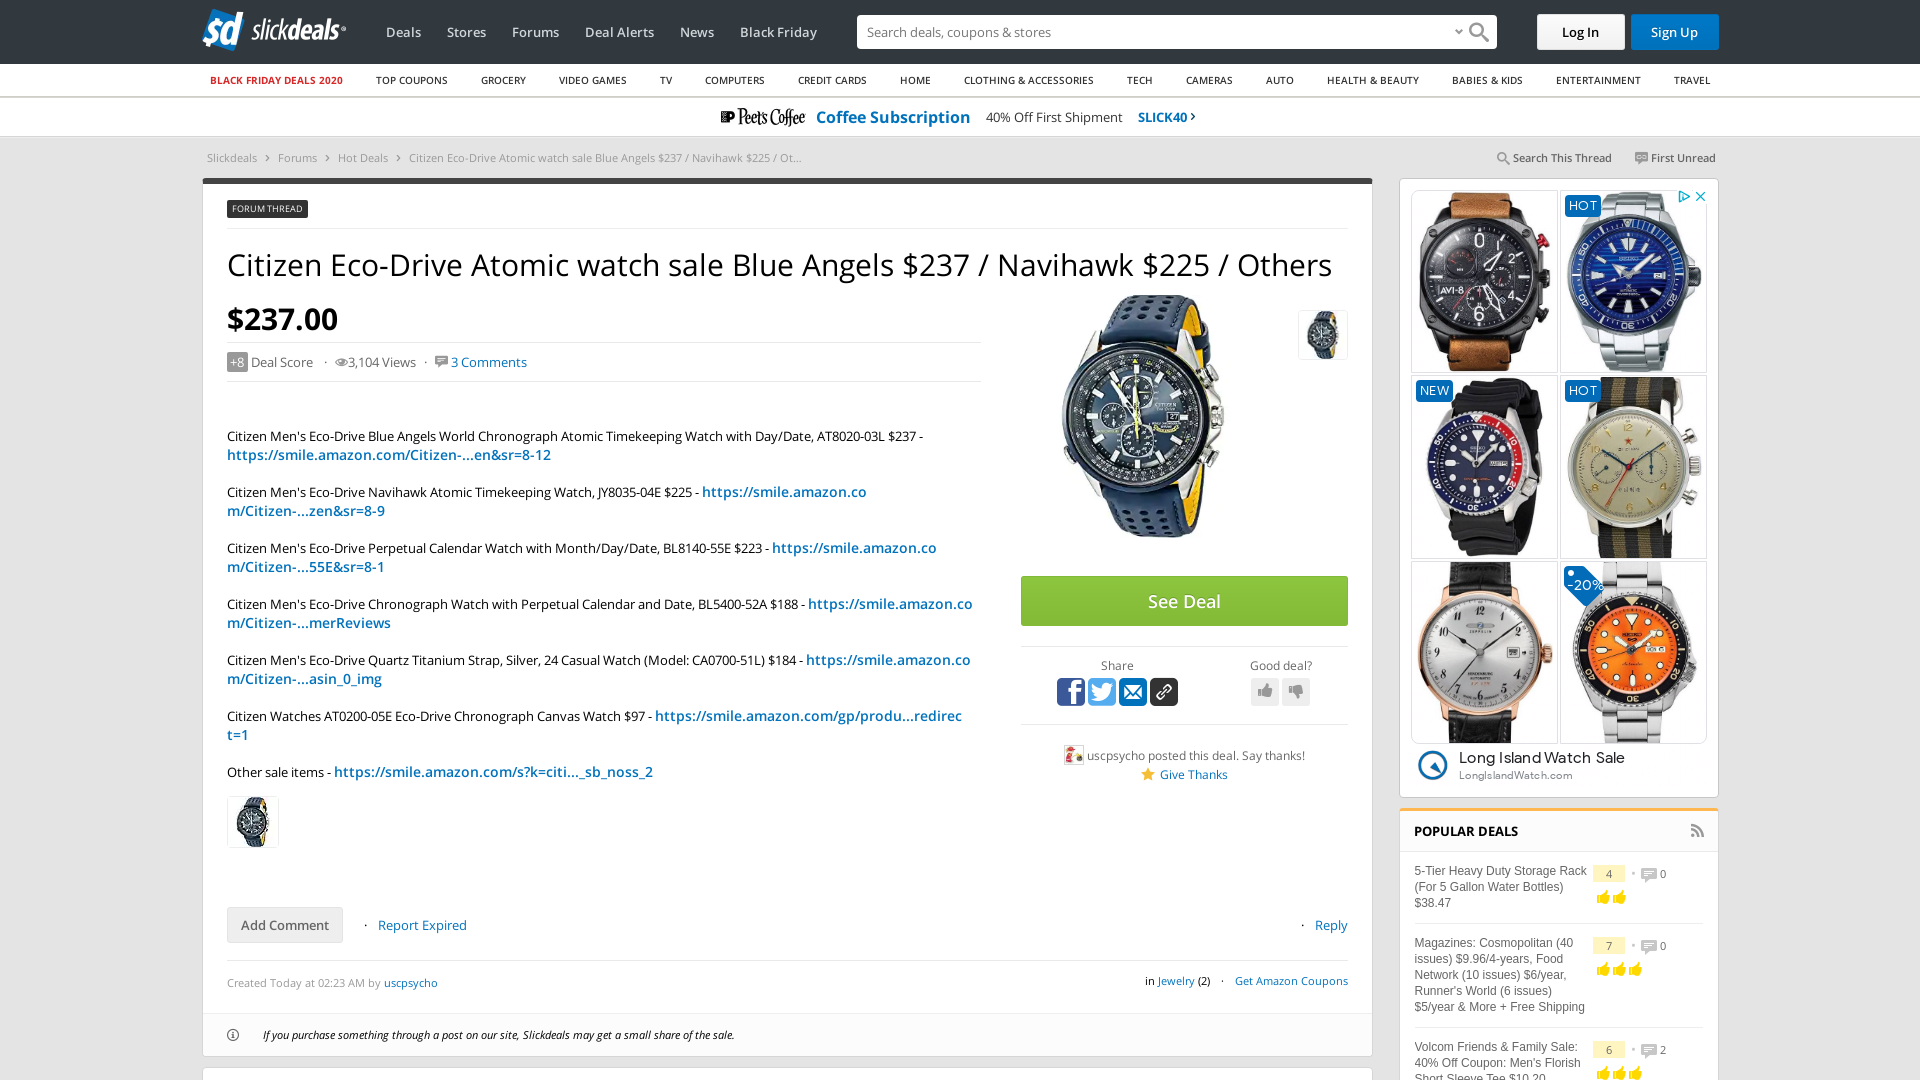 sd slickdeals
Deals Stores Forums Deal Alerts News Black Friday
Search deals, coupons & stores
Log In
Sign Up
BLACK FRIDAY DEALS 2020 TOP COUPONS GROCERY VIDEO GAMES TV COMPUTERS CREDIT CARDS HOME CLOTHING & ACCESSORIES TECH CAMERAS AUTO HEALTH & BEAUTY BABIES & KIDS ENTERTAINMENT TRAVEL
Peet's Coffee Coffee Subscription 40% Off First Shipment SLICK40
Slickdeals Forums Hot Deals Citizen Eco-Drive Atomic watch sale Blue Angels $237 / Navihawk $225 / Ot...
Search This Thread First Unread
FORUM THREAD
Citizen Eco-Drive Atomic watch sale Blue Angels $237 / Navihawk $225 / Others
$237.00
+8 Deal Score · 3,104 Views · 3 Comments
Citizen Men's Eco-Drive Blue Angels World Chronograph Atomic Timekeeping Watch with Day/Date, AT8020-03L $237 -
https://smile.amazon.com/Citizen-...en&sr=8-12
Citizen Men's Eco-Drive Navihawk Atomic Timekeeping Watch, JY8035-04E $225 - https://smile.amazon.co
m/Citizen-...zen&sr=8-9
Citizen Men's Eco-Drive Perpetual Calendar Watch with Month/Day/Date, BL8140-55E $223 - https://smile.amazon.co
m/Citizen-...55E&sr=8-1
Citizen Men's Eco-Drive Chronograph Watch with Perpetual Calendar and Date, BL5400-52A $188 - https://smile.amazon.co
m/Citizen-...merReviews
Citizen Men's Eco-Drive Quartz Titanium Strap, Silver, 24 Casual Watch (Model: CA0700-51L) $184 - https://smile.amazon.co
m/Citizen-...asin_0_img
Citizen Watches AT0200-05E Eco-Drive Chronograph Canvas Watch $97 - https://smile.amazon.com/gp/produ...redirec
t=1
Other sale items - https://smile.amazon.com/s?k=citi..._sb_noss_2
See Deal
Share
Good deal?
uscpsycho posted this deal. Say thanks!
Give Thanks
Add Comment · Report Expired
· Reply
Created Today at 02:23 AM by uscpsycho
in Jewelry (2) · Get Amazon Coupons
If you purchase something through a post on our site, Slickdeals may get a small share of the sale.
AVI-8
HOT
NEW
HOT
ZEPPELIN
-20%
Long Island Watch Sale
LongIslandWatch.com
POPULAR DEALS
5-Tier Heavy Duty Storage Rack
(For 5 Gallon Water Bottles)
$38.47
4 · 0
Magazines: Cosmopolitan (40
issues) $9.96/4-years, Food
Network (10 issues) $6/year,
Runner's World (6 issues)
$5/year & More + Free Shipping
7 · 0
Volcom Friends & Family Sale:
40% Off Coupon: Men's Florish
Short Sleeve Tee $10.20
6 · 2